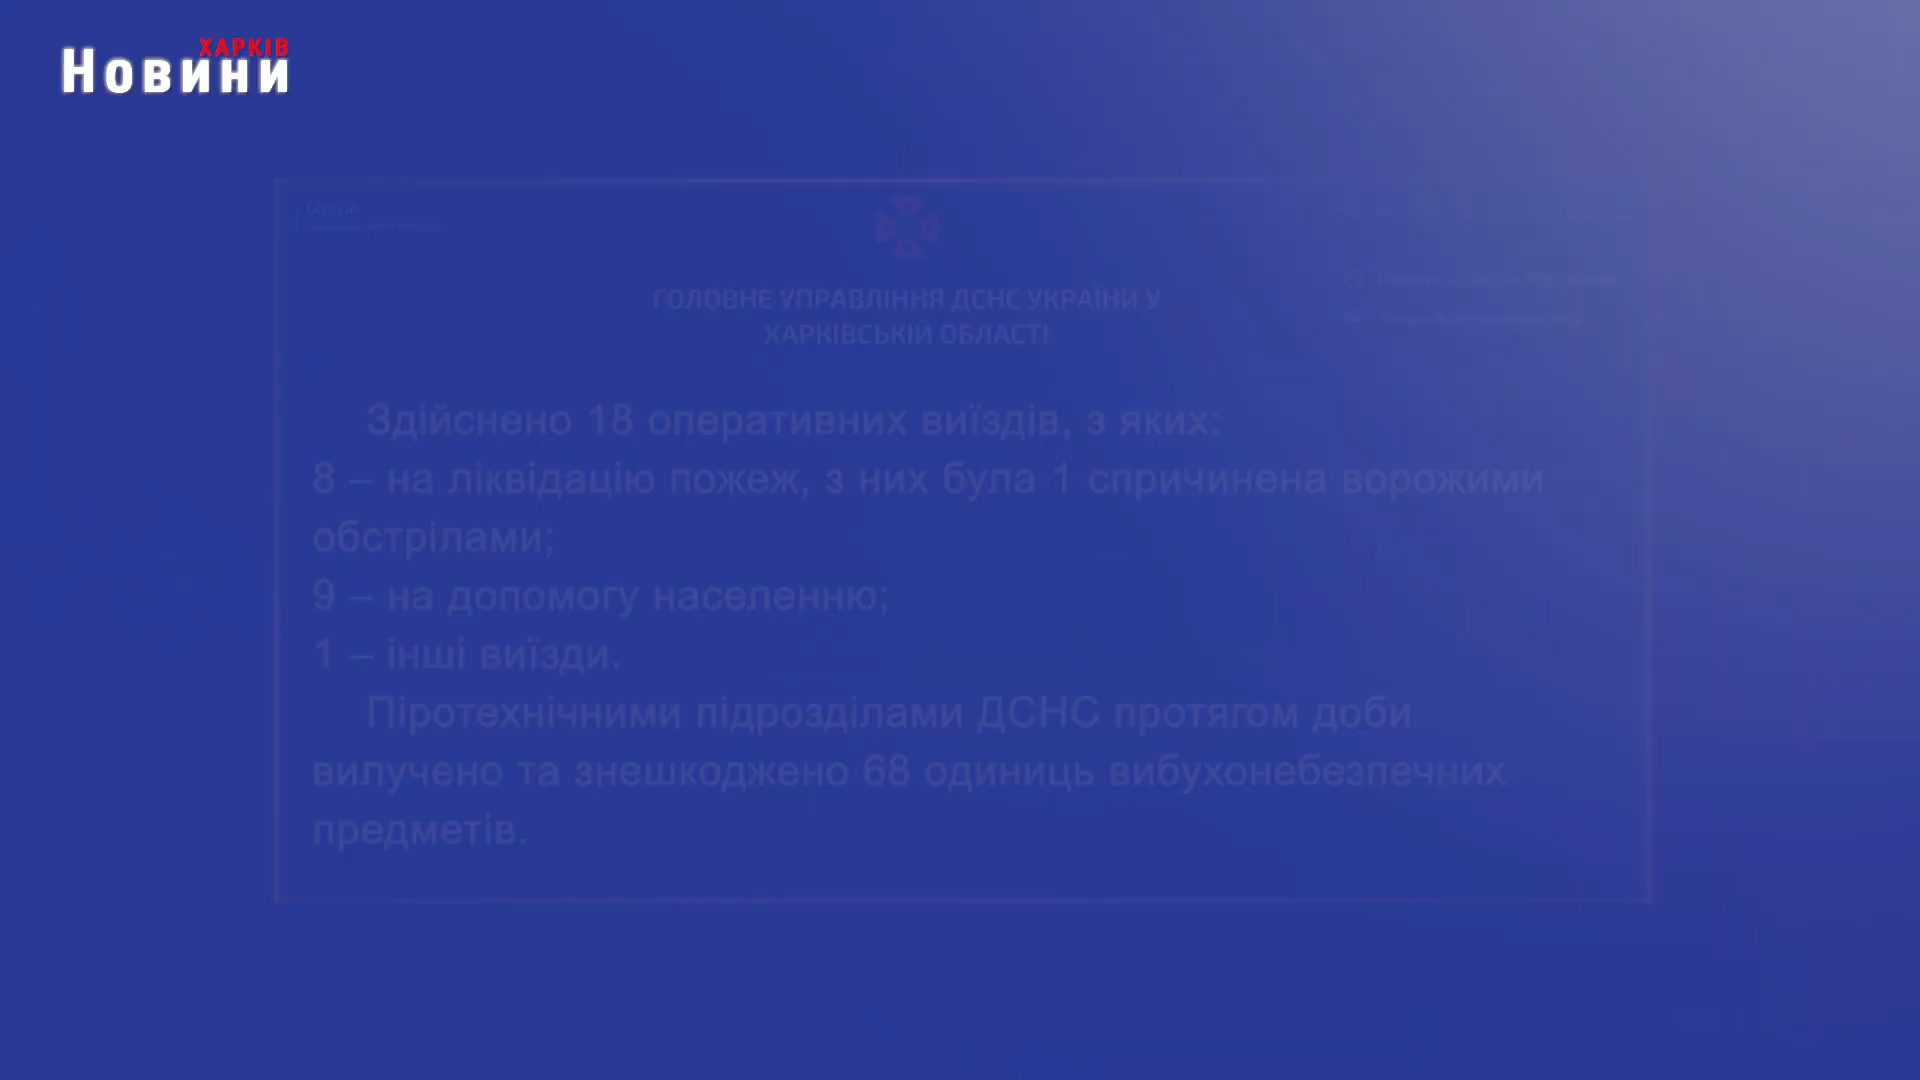 ХАРКІВ
Новини
ГОЛОВНЕ УПРАВЛІННЯ ДСНС УКРАЇНИ У
ХАРКІВСЬКІЙ ОБЛАСТІ
Здійснено 18 оперативних виїздів, з яких:
8 – на ліквідацію пожеж, з них була 1 спричинена ворожими
обстрілами;
9 – на допомогу населенню;
1 – інші виїзди.
Піротехнічними підрозділами ДСНС протягом доби
вилучено та знешкоджено 68 одиниць вибухонебезпечних
предметів.